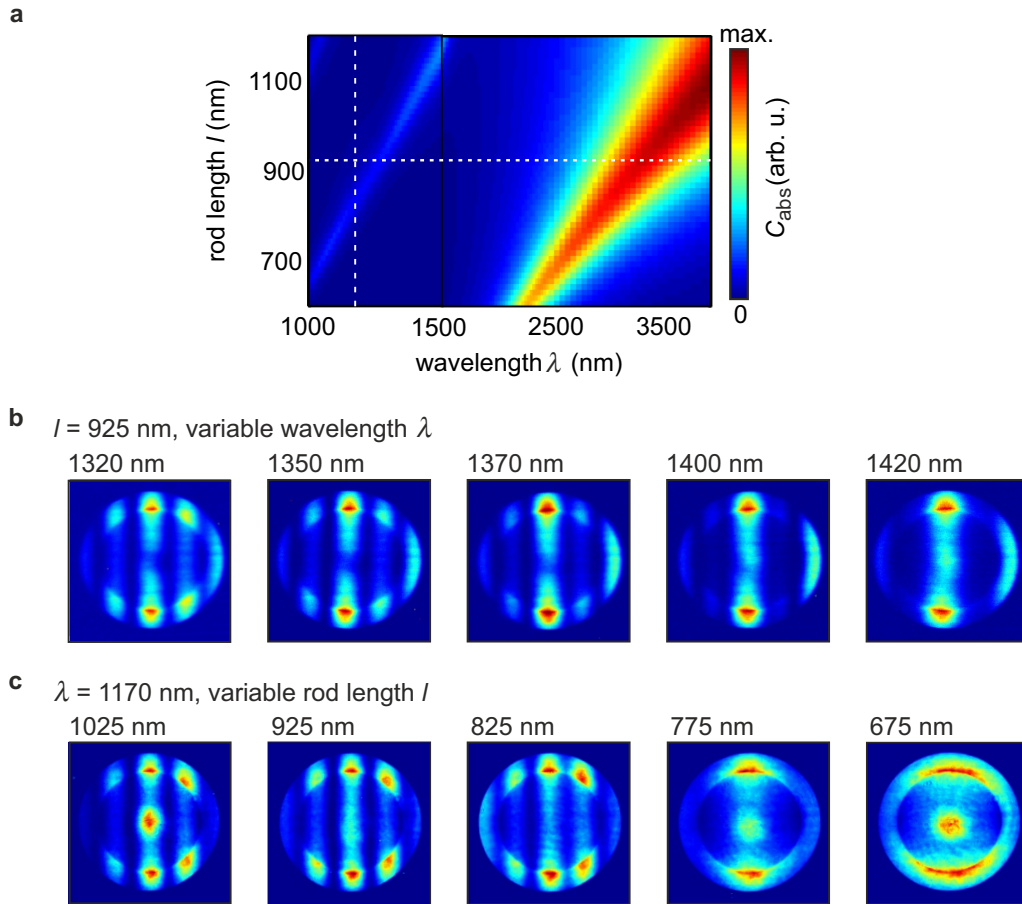 a
max.
1100
900
700
rod length l (nm)
C abs (arb. u.)
0
1000 1500 2500 3500
wavelength λ (nm)
b
l = 925 nm, variable wavelength λ
1320 nm 1350 nm 1370 nm 1400 nm 1420 nm
c
λ = 1170 nm, variable rod length l
1025 nm 925 nm 825 nm 775 nm 675 nm